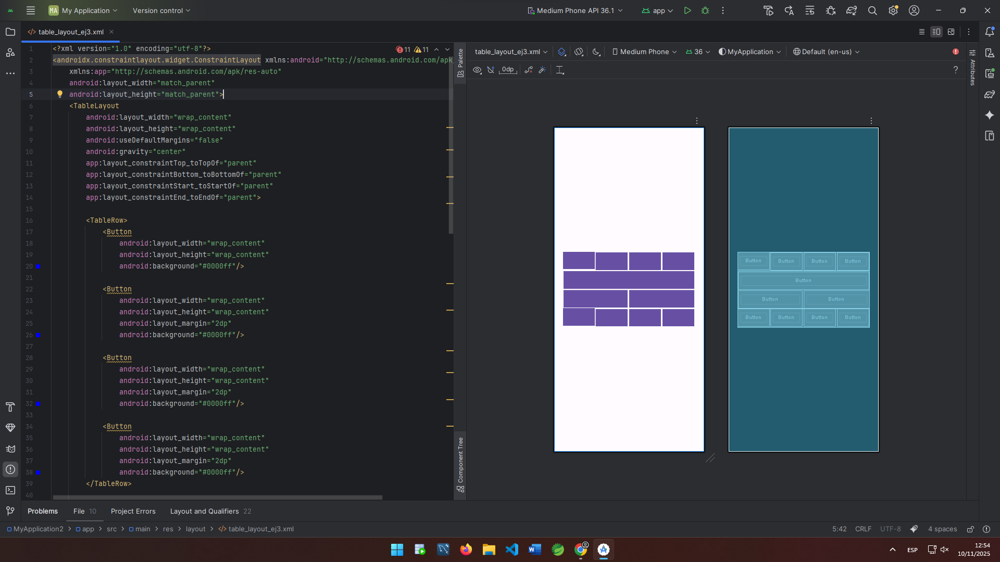 MA My Application
Version control
Medium Phone API 36.1
app
table_layout_ej3.xml
11 11
1 <?xml version="1.0" encoding="utf-8"?>
2 <androidx.constraintlayout.widget.ConstraintLayout xmlns:android="http://schemas.android.com/apk
3 xmlns:app="http://schemas.android.com/apk/res-auto"
4 android:layout_width="match_parent"
5 android:layout_height="match_parent">
6 <TableLayout
7 android:layout_width="wrap_content"
8 android:layout_height="wrap_content"
9 android:useDefaultMargins="false"
10 android:gravity="center"
11 app:layout_constraintTop_toTopOf="parent"
12 app:layout_constraintBottom_toBottomOf="parent"
13 app:layout_constraintStart_toStartOf="parent"
14 app:layout_constraintEnd_toEndOf="parent">
15
16 <TableRow>
17 <Button
18 android:layout_width="wrap_content"
19 android:layout_height="wrap_content"
20 android:background="#0000ff"/>
21
22 <Button
23 android:layout_width="wrap_content"
24 android:layout_height="wrap_content"
25 android:layout_margin="2dp"
26 android:background="#0000ff"/>
27
28 <Button
29 android:layout_width="wrap_content"
30 android:layout_height="wrap_content"
31 android:layout_margin="2dp"
32 android:background="#0000ff"/>
33
34 <Button
35 android:layout_width="wrap_content"
36 android:layout_height="wrap_content"
37 android:layout_margin="2dp"
38 android:background="#0000ff"/>
39 </TableRow>
40
Palette
Component Tree
table_layout_ej3.xml
Medium Phone
36
MyApplication
Default (en-us)
0dp
?
Attributes
Button Button Button Button
Button
Button Button
Button Button Button Button
Problems
File 10
Project Errors
Layout and Qualifiers 22
MyApplication2 > app > src > main > res > layout > </> table_layout_ej3.xml
5:42
CRLF
UTF-8
4 spaces
ESP
12:54
10/11/2025